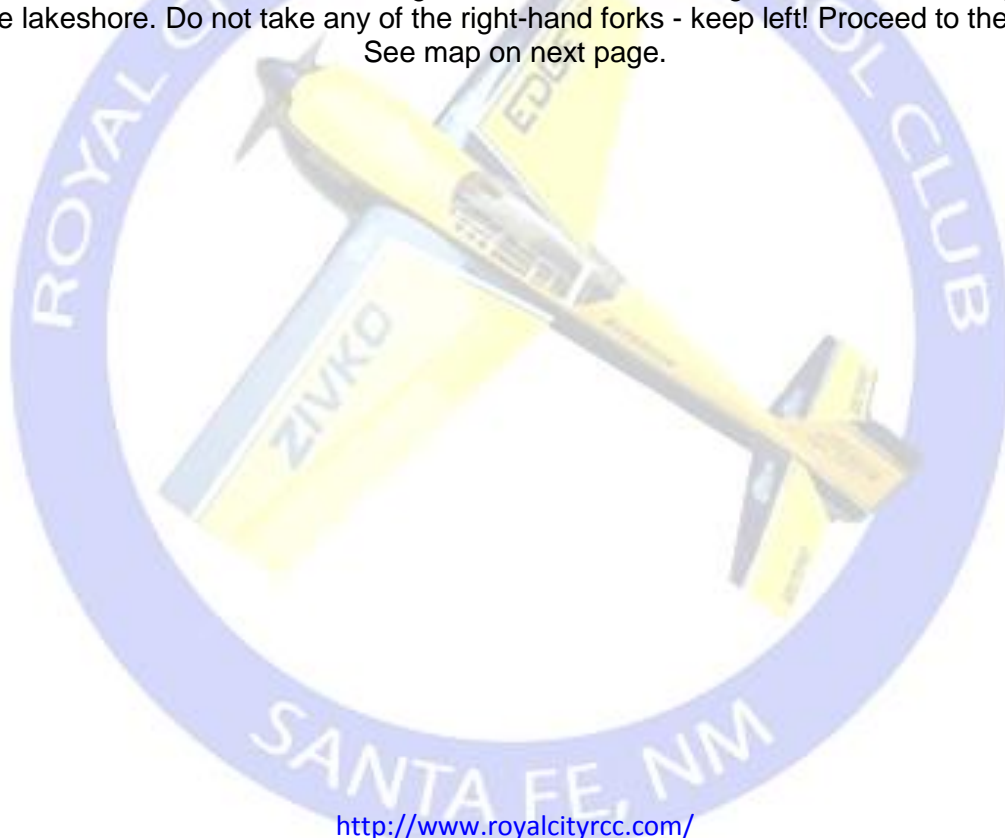 e lakeshore. Do not take any of the right-hand forks - keep left! Proceed to the
See map on next page.
ROYAL
CLUB
EDGE
ZIVKO
SANTA FE, NM
http://www.royalcityrcc.com/